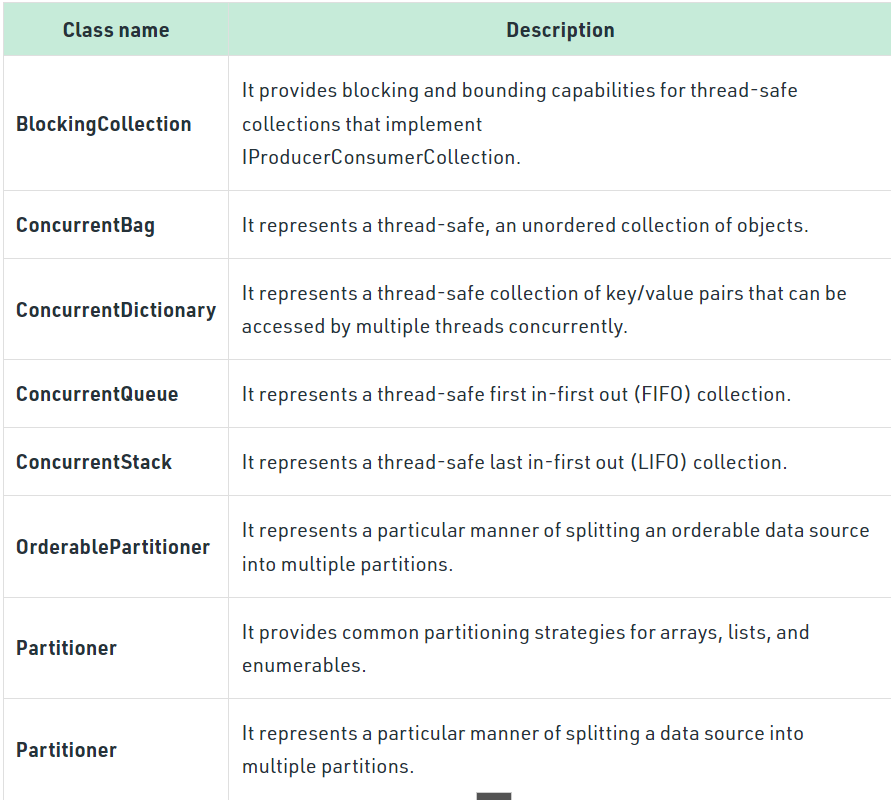 Class name
Description
BlockingCollection
It provides blocking and bounding capabilities for thread-safe
collections that implement
IProducerConsumerCollection.
ConcurrentBag
It represents a thread-safe, an unordered collection of objects.
ConcurrentDictionary
It represents a thread-safe collection of key/value pairs that can be
accessed by multiple threads concurrently.
ConcurrentQueue
It represents a thread-safe first in-first out (FIFO) collection.
ConcurrentStack
It represents a thread-safe last in-first out (LIFO) collection.
OrderablePartitioner
It represents a particular manner of splitting an orderable data source
into multiple partitions.
Partitioner
It provides common partitioning strategies for arrays, lists, and
enumerables.
Partitioner
It represents a particular manner of splitting a data source into
multiple partitions.